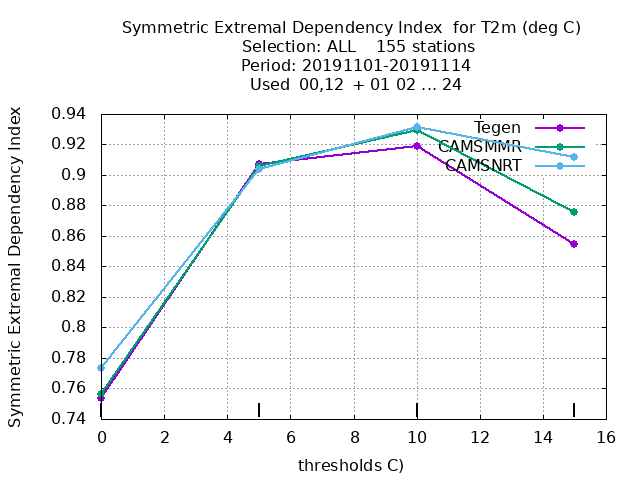 Symmetric Extremal Dependency Index  for T2m (deg C)
Selection: ALL    155 stations
Period: 20191101-20191114
Used  00,12  + 01 02 ... 24
Symmetric Extremal Dependency Index
0.94
0.92
0.9
0.88
0.86
0.84
0.82
0.8
0.78
0.76
0.74
Tegen
CAMSMMR
CAMSNRT
0 2 4 6 8 10 12 14 16
thresholds C)